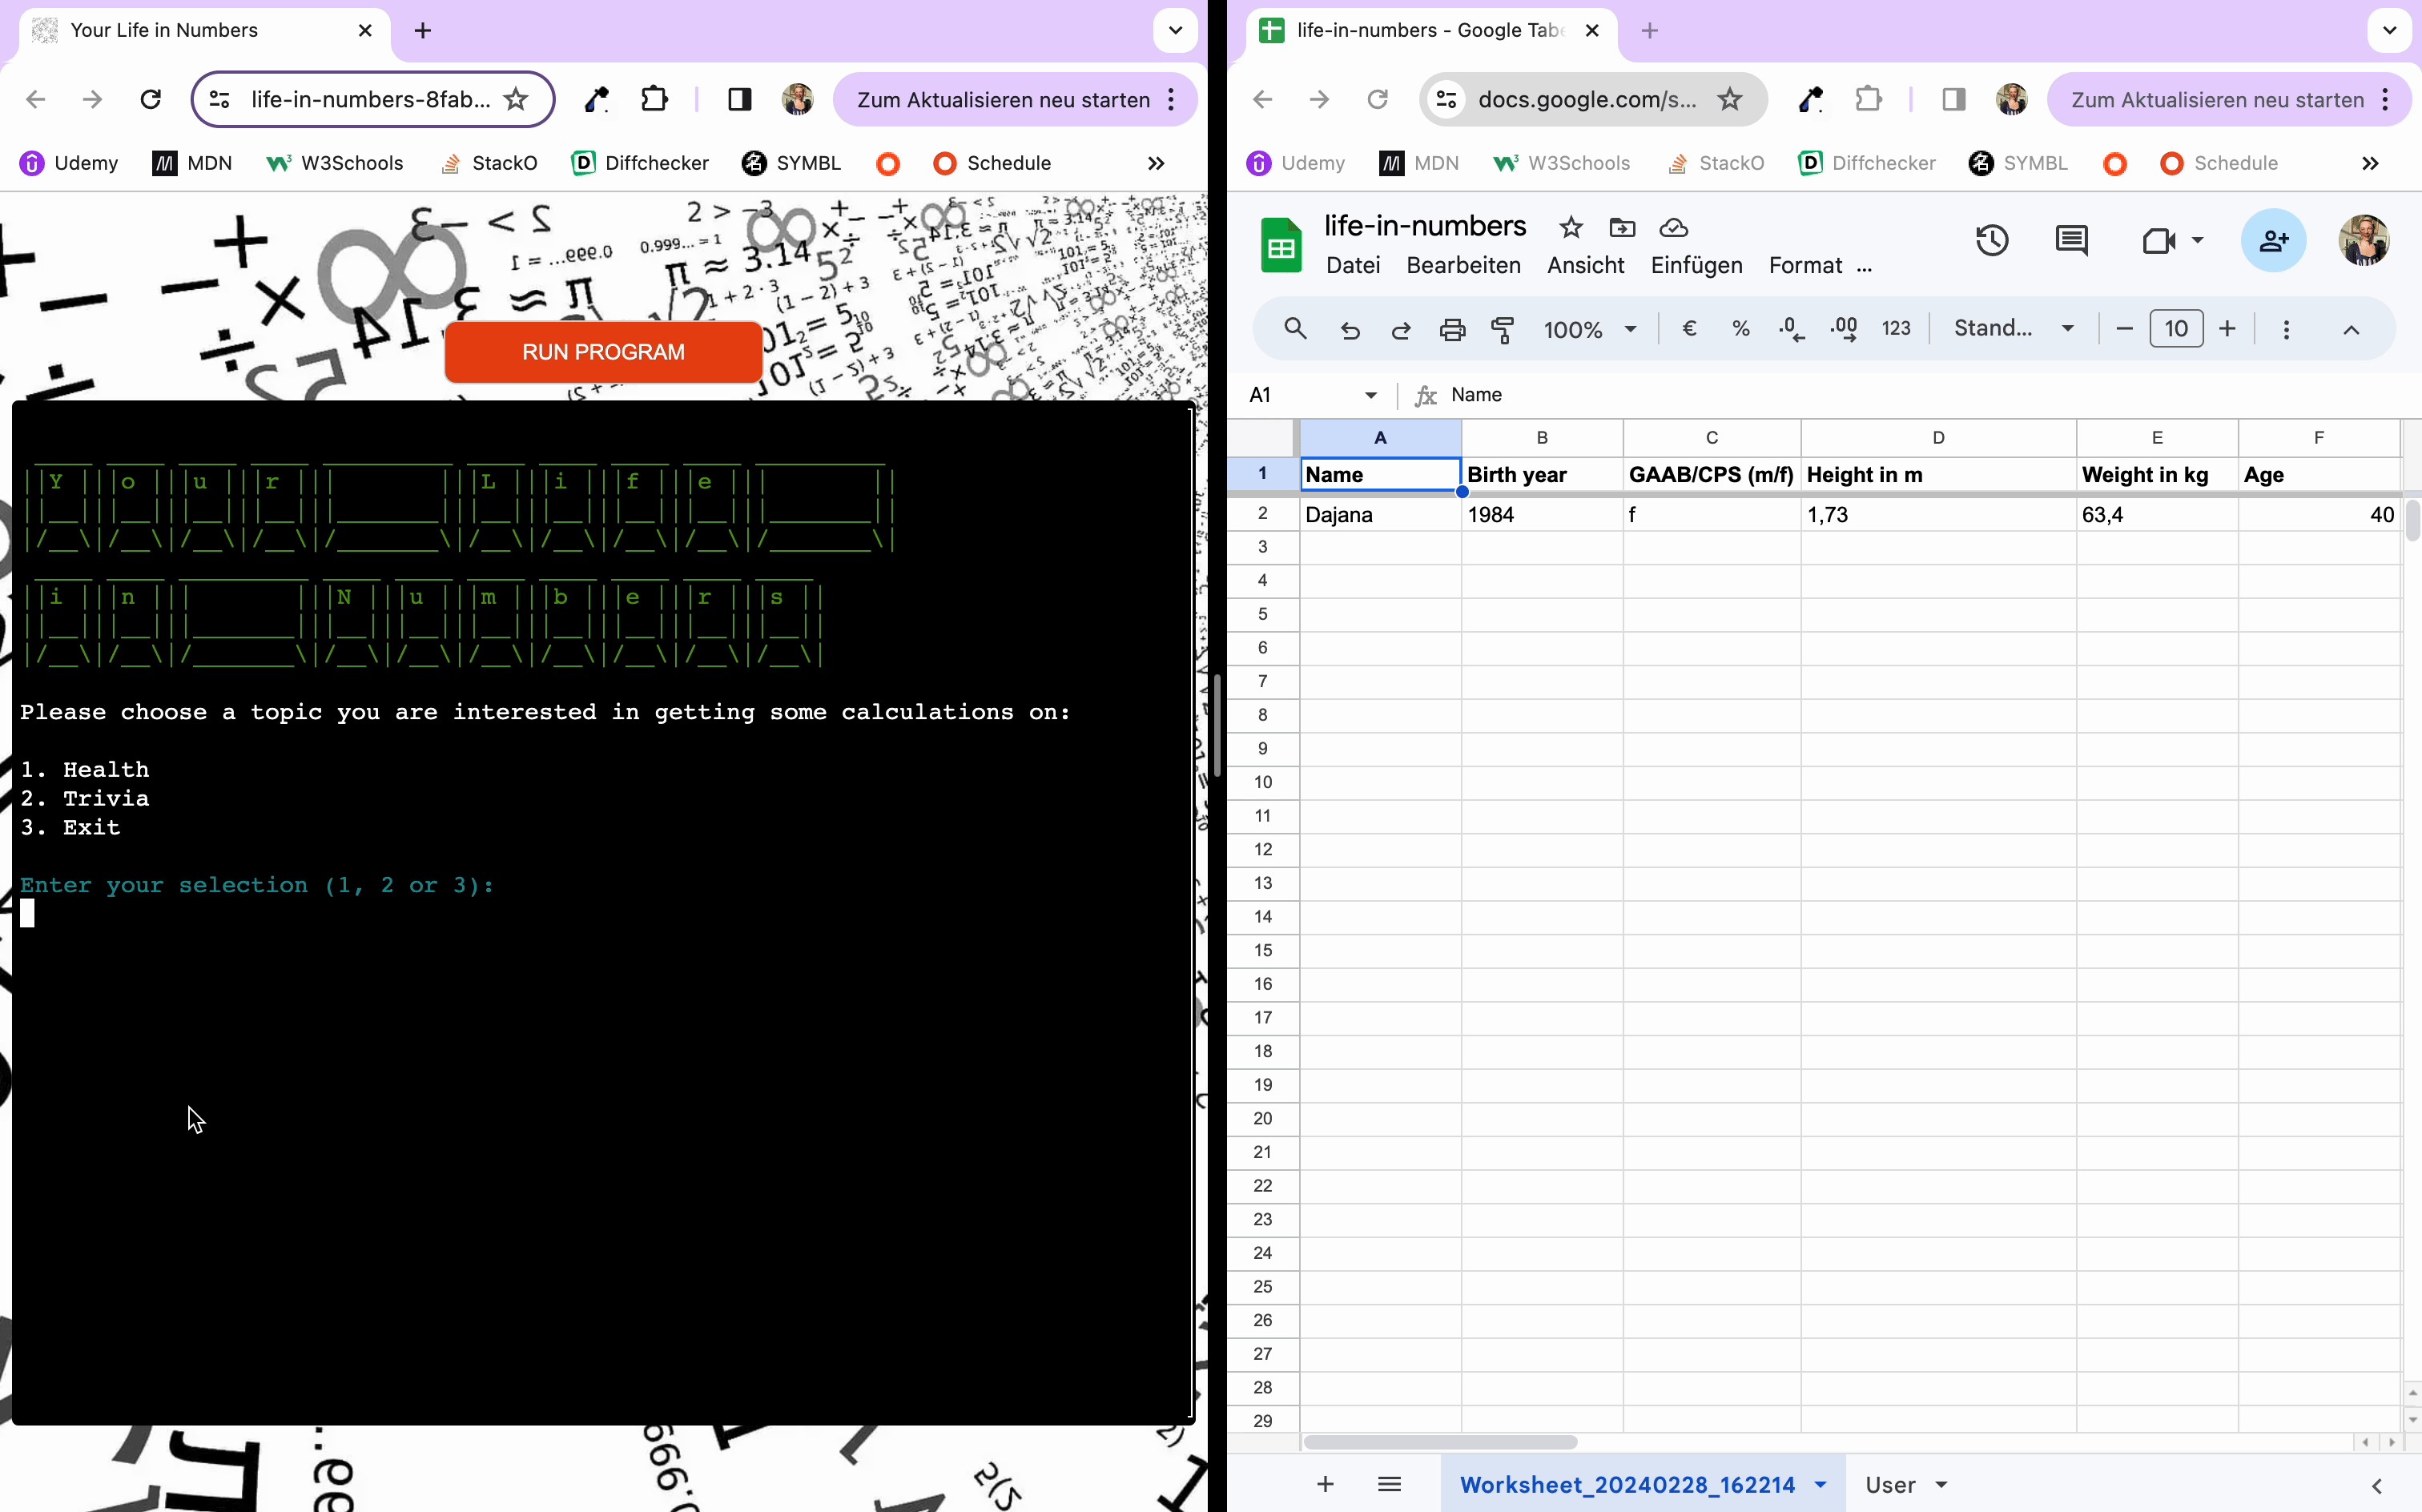 Your Life in Numbers
life-in-numbers-8fab...
Zum Aktualisieren neu starten
Udemy MDN W3Schools StackO Diffchecker SYMBL Schedule
RUN PROGRAM
Your Life
in Numbers
Please choose a topic you are interested in getting some calculations on:
1. Health
2. Trivia
3. Exit
Enter your selection (1, 2 or 3):
life-in-numbers - Google Tabe
docs.google.com/s...
Zum Aktualisieren neu starten
Udemy MDN W3Schools StackO Diffchecker SYMBL Schedule
life-in-numbers
Datei Bearbeiten Ansicht Einfügen Format ...
100% € % .0 .00 123 Stand... 10
A1 fx Name
A B C D E F
1 Name Birth year GAAB/CPS (m/f) Height in m Weight in kg Age
2 Dajana 1984 f 1,73 63,4 40
3
4
5
6
7
8
9
10
11
12
13
14
15
16
17
18
19
20
21
22
23
24
25
26
27
28
29
Worksheet_20240228_162214 User